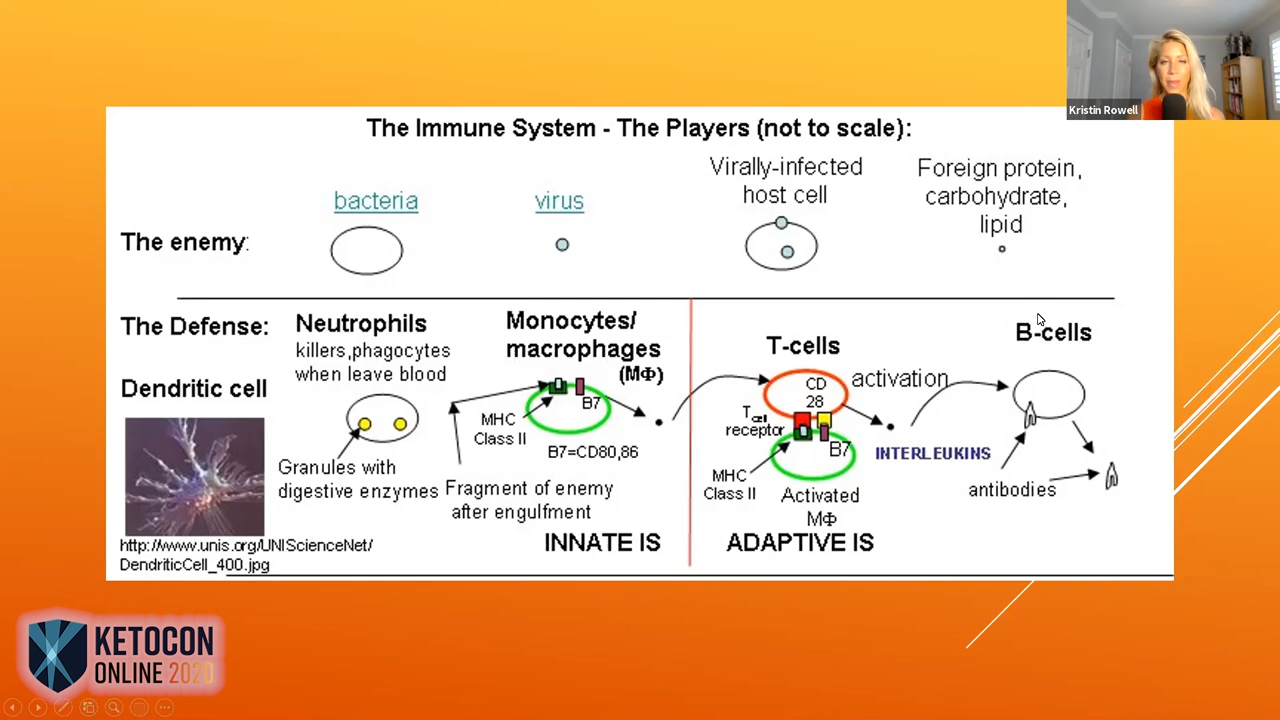 Kristin Rowell
The Immune System - The Players (not to scale):
The enemy:
bacteria
virus
Virally-infected
host cell
Foreign protein,
carbohydrate,
lipid
The Defense:
Dendritic cell
http://www.unis.org/UNIScienceNet/
DendriticCell_400.jpg
Neutrophils
killers,phagocytes
when leave blood
Granules with
digestive enzymes
Monocytes/
macrophages
(MΦ)
MHC
Class II
B7
B7=CD80,86
Fragment of enemy
after engulfment
INNATE IS
T-cells
CD
28
T cell
receptor
B7
MHC
Class II
Activated
MΦ
ADAPTIVE IS
activation
INTERLEUKINS
B-cells
antibodies
KETOCON
ONLINE 2020